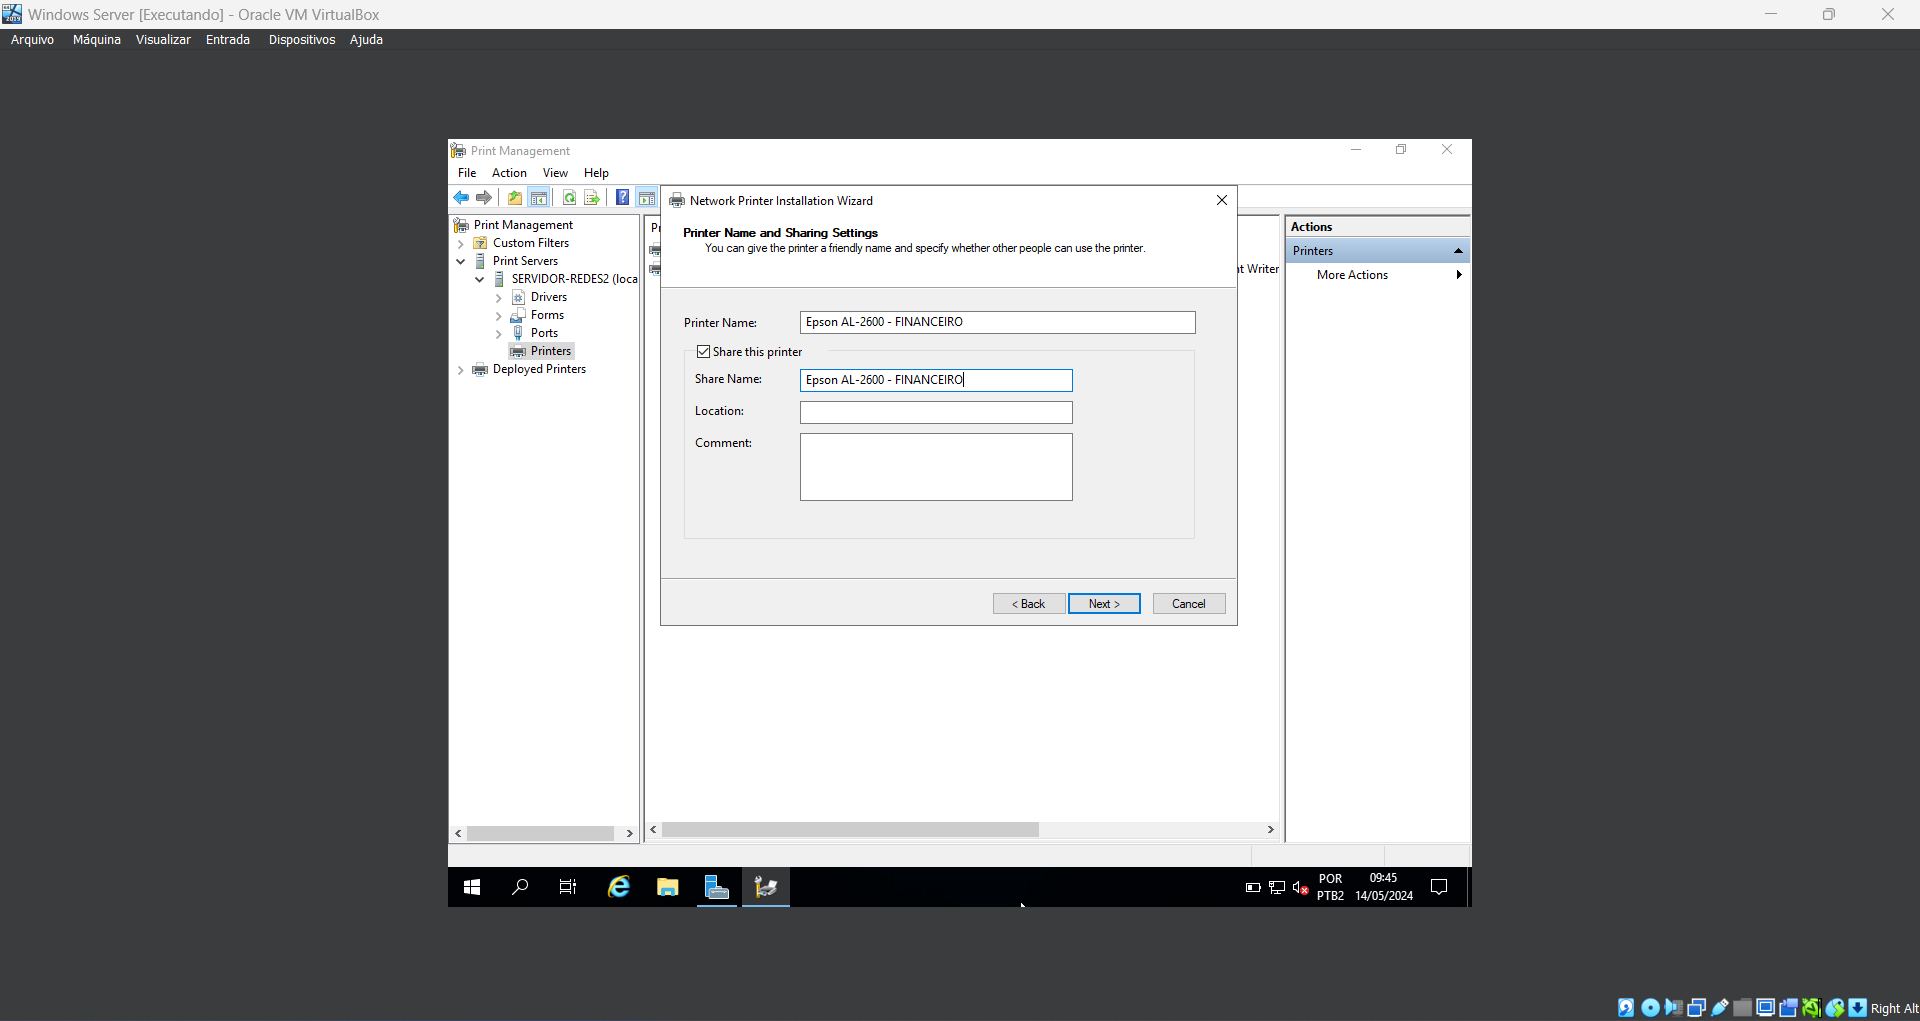 Windows Server [Executando] - Oracle VM VirtualBox
Arquivo Máquina Visualizar Entrada Dispositivos Ajuda
Print Management
File Action View Help
Network Printer Installation Wizard
Printer Name and Sharing Settings
You can give the printer a friendly name and specify whether other people can use the printer.
Print Management
Custom Filters
Print Servers
SERVIDOR-REDES2 (loca
Drivers
Forms
Ports
Printers
Deployed Printers
Printer Name: Epson AL-2600 - FINANCEIRO
Share this printer
Share Name: Epson AL-2600 - FINANCEIRO
Location:
Comment:
< Back Next > Cancel
nt Writer
Actions
Printers
More Actions
POR
PTB2
09:45
14/05/2024
Right Alt